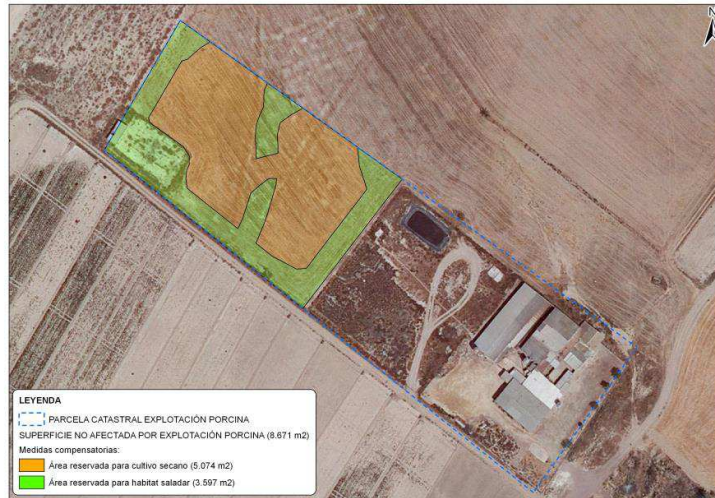 N
LEYENDA
PARCELA CATASTRAL EXPLOTACIÓN PORCINA
SUPERFICIE NO AFECTADA POR EXPLOTACIÓN PORCINA (8.671 m2)
Medidas compensatorias:
Área reservada para cultivo secano (5.074 m2)
Área reservada para habitat saladar (3.597 m2)